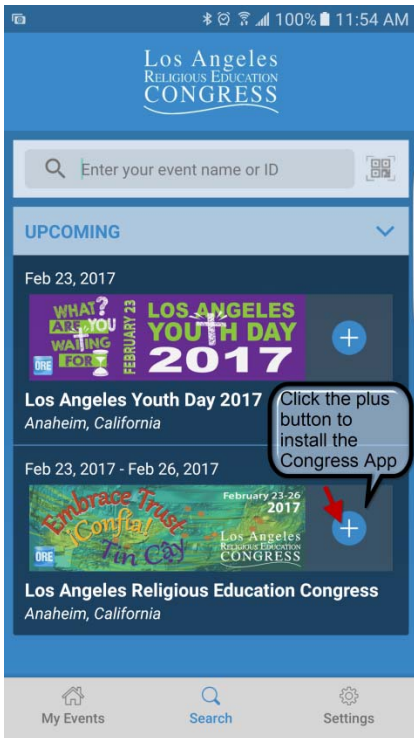 100% 11:54 AM
Los Angeles
RELIGIOUS EDUCATION
CONGRESS
Enter your event name or ID
UPCOMING
Feb 23, 2017
WHAT?
ARE YOU
WAITING
FOR
FEBRUARY 23
LOS ANGELES
YOUTH DAY
2017
ORE
Los Angeles Youth Day 2017
Anaheim, California
Click the plus
button to
install the
Congress App
Feb 23, 2017 - Feb 26, 2017
Embrace Trust
¡Confía!
Tin Cậy
February 23-26
2017
Los Angeles
RELIGIOUS EDUCATION
CONGRESS
ORE
Los Angeles Religious Education Congress
Anaheim, California
My Events
Search
Settings